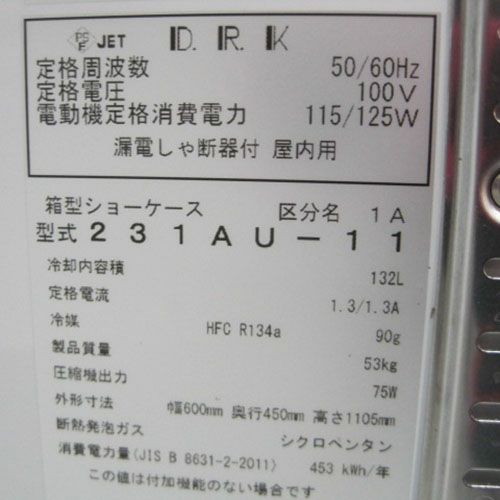 PS E JET D.R.K
定格周波数 50/60Hz
定格電圧 100V
電動機定格消費電力 115/125W
漏電しゃ断器付 屋内用
箱型ショーケース 区分名 1A
型式 231AU-11
冷却内容積 132L
定格電流 1.3/1.3A
冷媒 HFC R134a 90g
製品質量 53kg
圧縮機出力 75W
外形寸法 幅600mm 奥行450mm 高さ1105mm
断熱発泡ガス シクロペンタン
消費電力量(JIS B 8631-2-2011) 453 kWh/年
この値は付加機能のない場合で